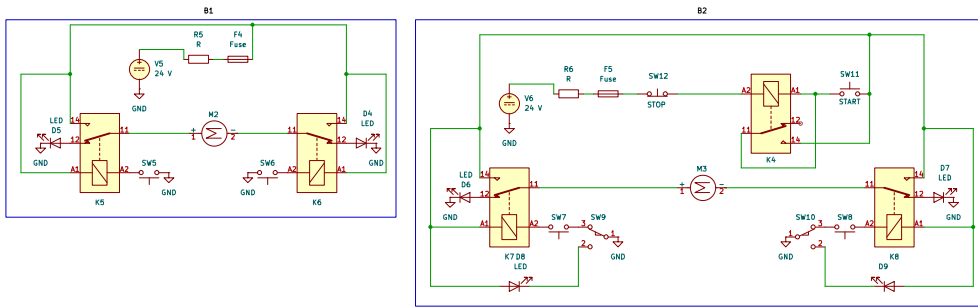 B1
R5
R
F4
Fuse
V5
24 V
GND
LED
D5
GND
14
12
11
A1
A2
K5
SW5
GND
M2
+
1
-
2
SW6
GND
11
14
12
A2
A1
K6
D4
LED
GND
B2
R6
R
F5
Fuse
SW12
STOP
V6
24 V
GND
A2
A1
12
11
14
K4
SW11
START
LED
D6
GND
14
12
11
A1
A2
K7
D8
LED
SW7
SW9
3
1
2
GND
M3
+
1
-
2
SW10
SW8
3
1
2
GND
11
14
12
A2
A1
K8
D7
LED
GND
D9
LED